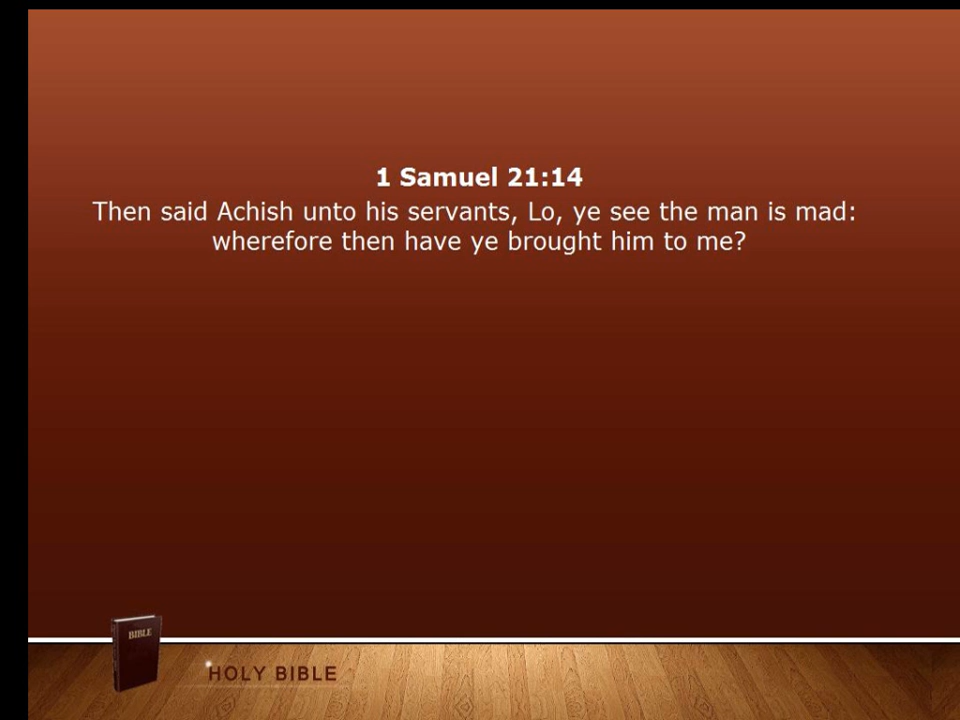 1 Samuel 21:14
Then said Achish unto his servants, Lo, ye see the man is mad:
wherefore then have ye brought him to me?
BIBLE
HOLY BIBLE